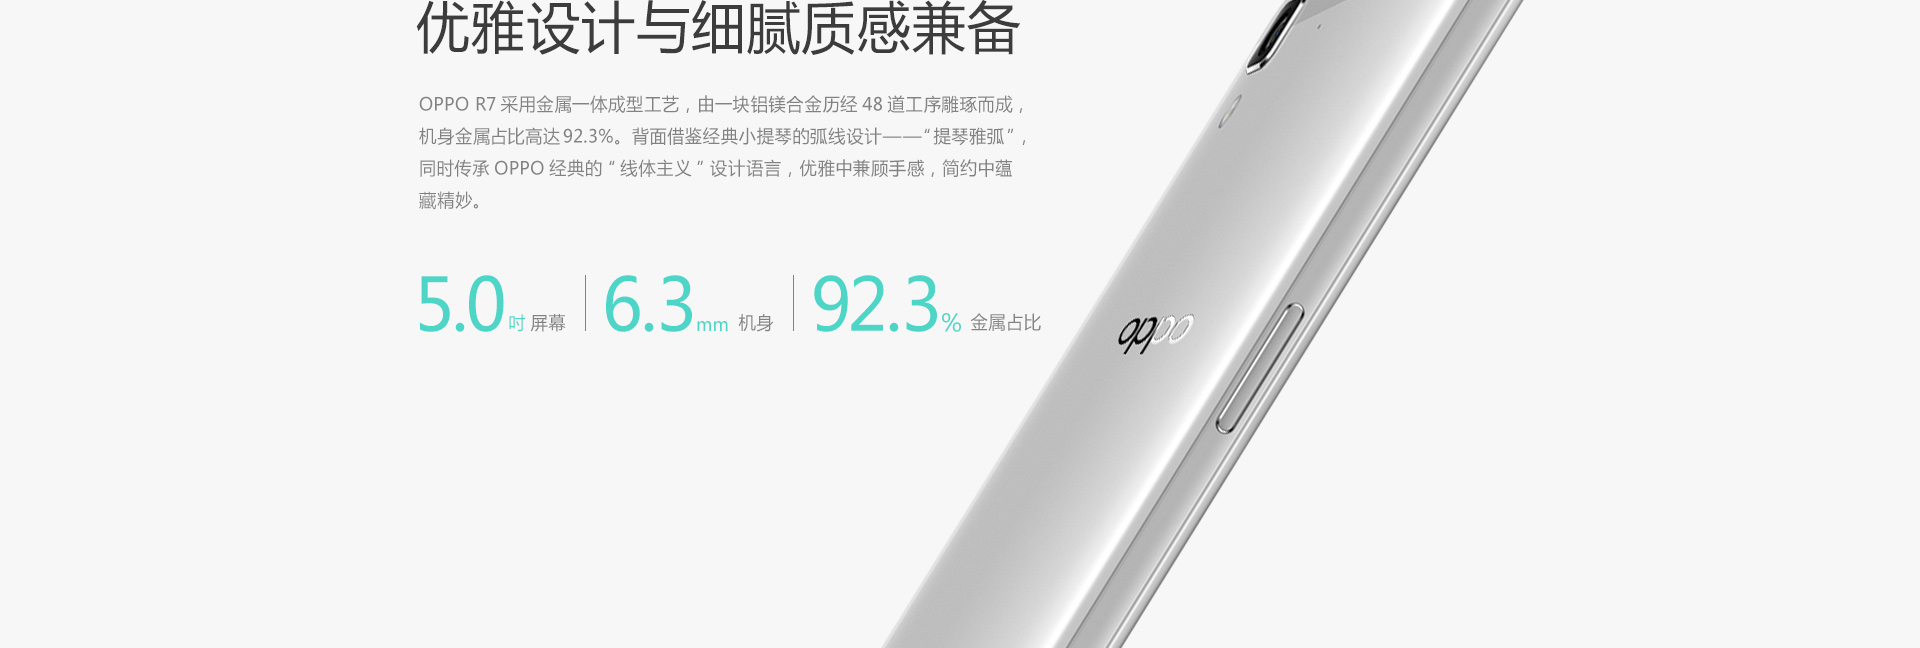 优雅设计与细腻质感兼备
OPPO R7 采用金属一体成型工艺，由一块铝镁合金历经 48 道工序雕琢而成，
机身金属占比高达 92.3%。背面借鉴经典小提琴的弧线设计——“提琴雅弧”，
同时传承 OPPO 经典的“线体主义”设计语言，优雅中兼顾手感，简约中蕴
藏精妙。
5.0吋 屏幕 6.3mm 机身 92.3% 金属占比
oppo